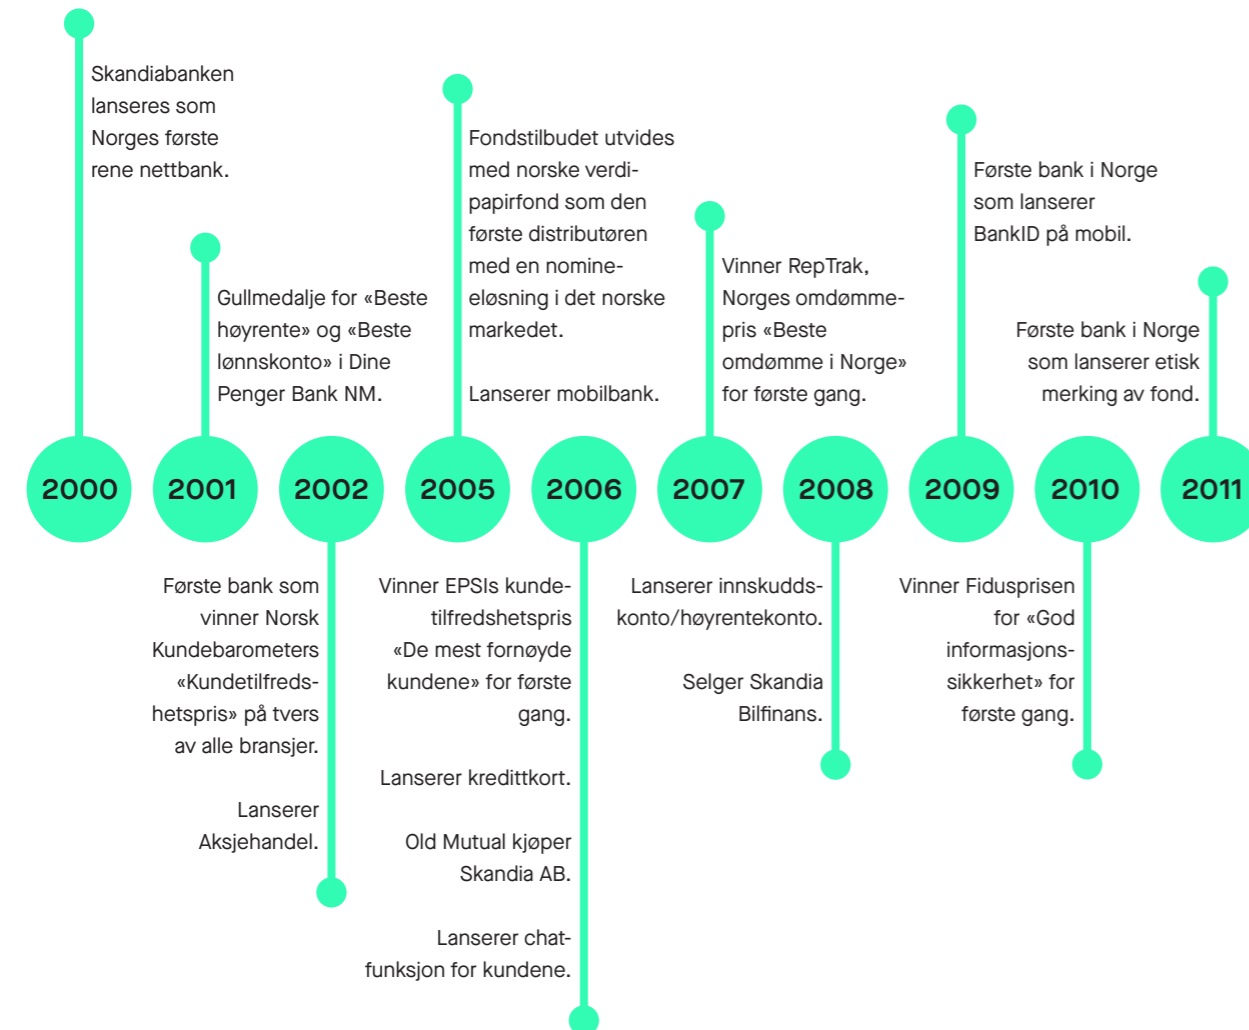 Skandiabanken
lanseres som
Norges første
rene nettbank.
Gullmedalje for «Beste
høyrente» og «Beste
lønnskonto» i Dine
Penger Bank NM.
Fondstilbudet utvides
med norske verdi-
papirfond som den
første distributøren
med en nomine-
eløsning i det norske
markedet.
Lanserer mobilbank.
Vinner RepTrak,
Norges omdømme-
pris «Beste
omdømme i Norge»
for første gang.
Første bank i Norge
som lanserer
BankID på mobil.
Første bank i Norge
som lanserer etisk
merking av fond.
2000 2001 2002 2005 2006 2007 2008 2009 2010 2011
Første bank som
vinner Norsk
Kundebarometers
«Kundetilfreds-
hetspris» på tvers
av alle bransjer.
Lanserer
Aksjehandel.
Vinner EPSIs kunde-
tilfredshetspris
«De mest fornøyde
kundene» for første
gang.
Lanserer kredittkort.
Old Mutual kjøper
Skandia AB.
Lanserer chat-
funksjon for kundene.
Lanserer innskudds-
konto/høyrentekonto.
Selger Skandia
Bilfinans.
Vinner Fidusprisen
for «God
informasjons-
sikkerhet» for
første gang.